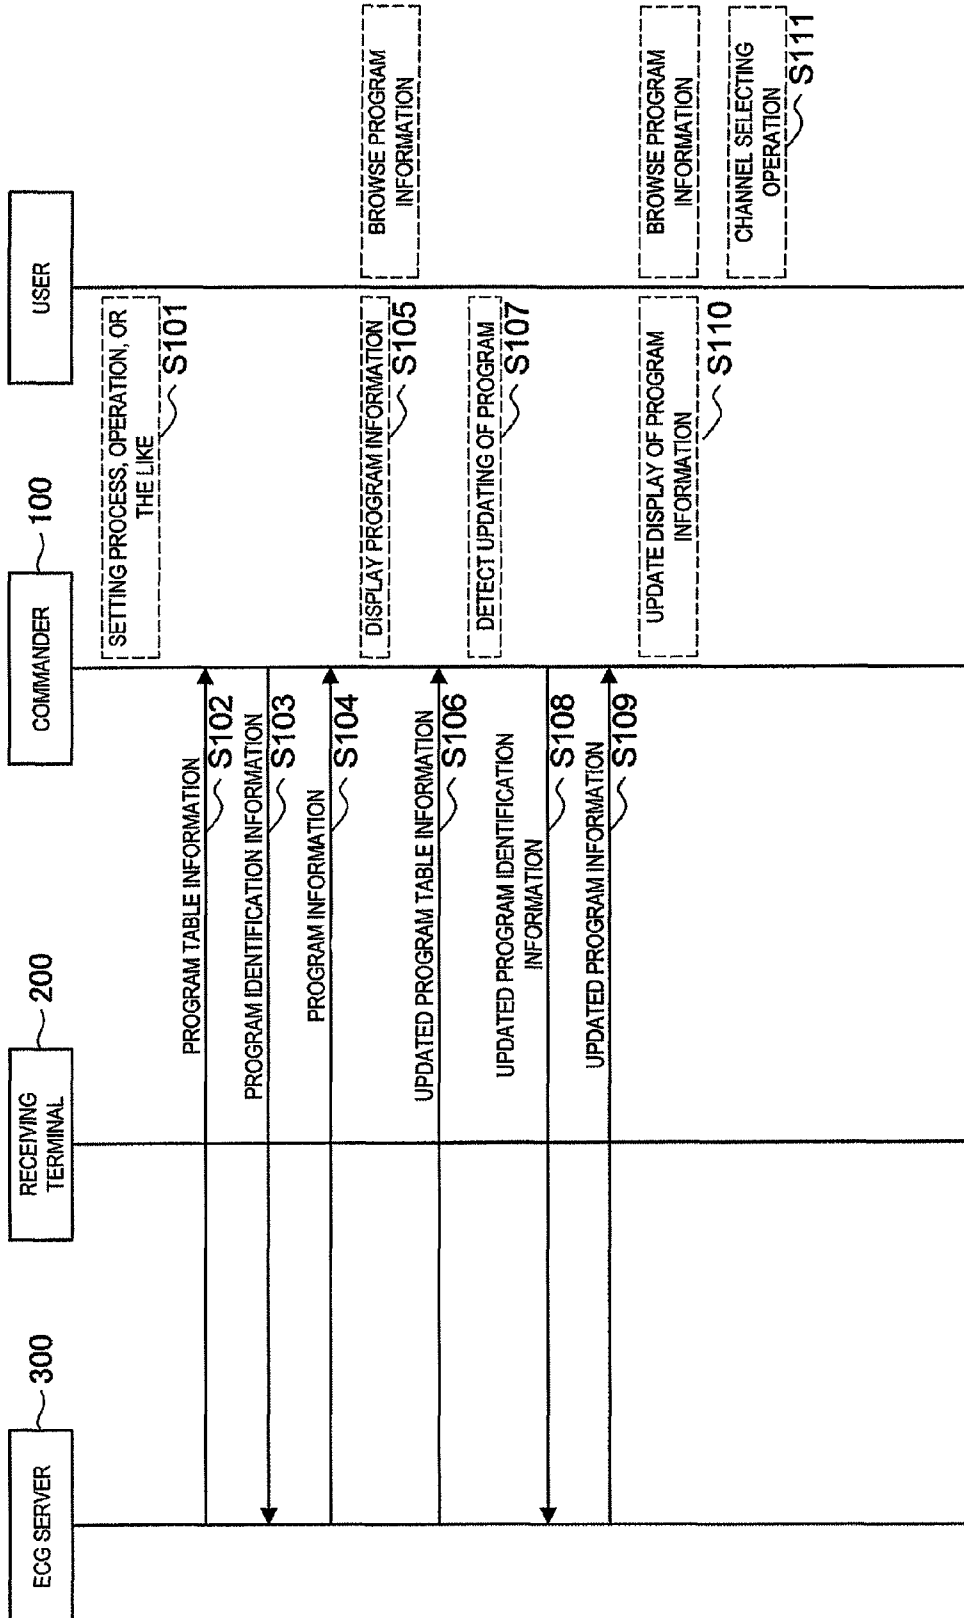 ECG SERVER
300
RECEIVING
TERMINAL
200
COMMANDER
100
USER
SETTING PROCESS, OPERATION, OR
THE LIKE
S101
PROGRAM TABLE INFORMATION
S102
PROGRAM IDENTIFICATION INFORMATION
S103
PROGRAM INFORMATION
S104
DISPLAY PROGRAM INFORMATION
S105
BROWSE PROGRAM
INFORMATION
UPDATED PROGRAM TABLE INFORMATION
S106
DETECT UPDATING OF PROGRAM
S107
UPDATED PROGRAM IDENTIFICATION
INFORMATION
S108
UPDATED PROGRAM INFORMATION
S109
UPDATE DISPLAY OF PROGRAM
INFORMATION
S110
BROWSE PROGRAM
INFORMATION
CHANNEL SELECTING
OPERATION
S111